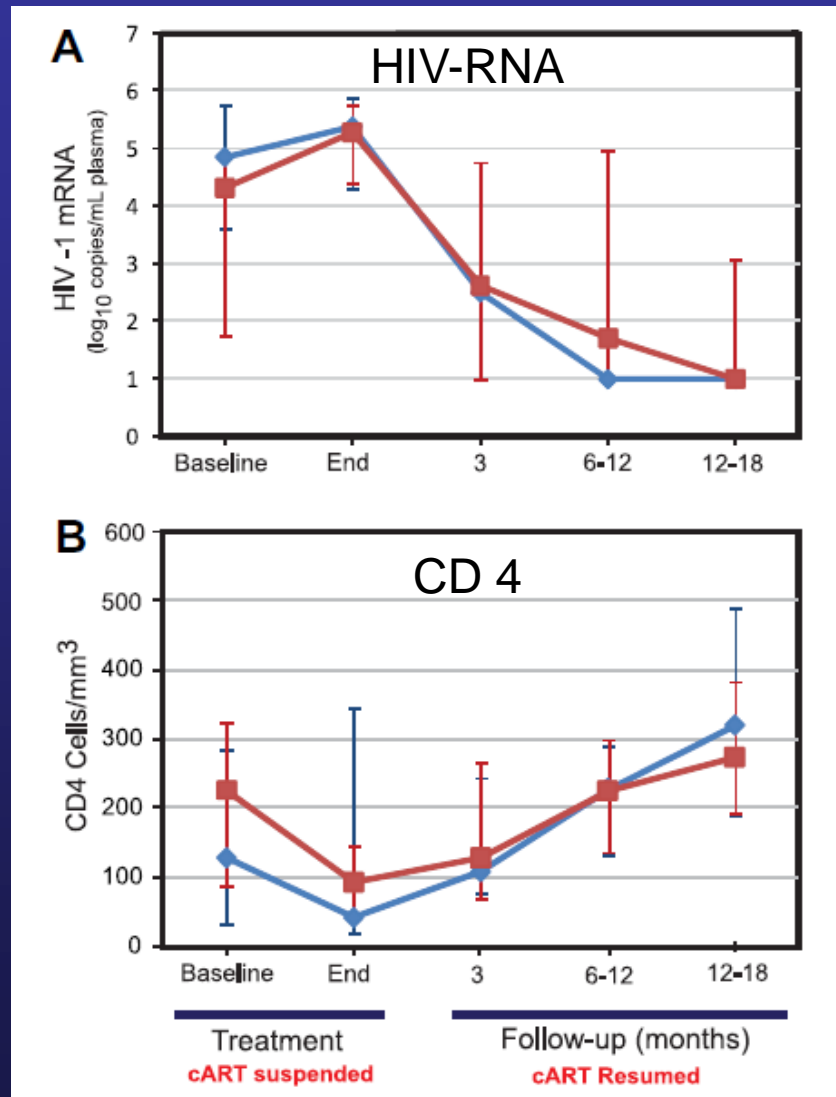 A
HIV-RNA
HIV -1 mRNA
(log10 copies/mL plasma)
7
6
5
4
3
2
1
0
Baseline End 3 6-12 12-18
B
CD 4
CD4 Cells/mm3
600
500
400
300
200
100
0
Baseline End 3 6-12 12-18
Treatment Follow-up (months)
cART suspended cART Resumed